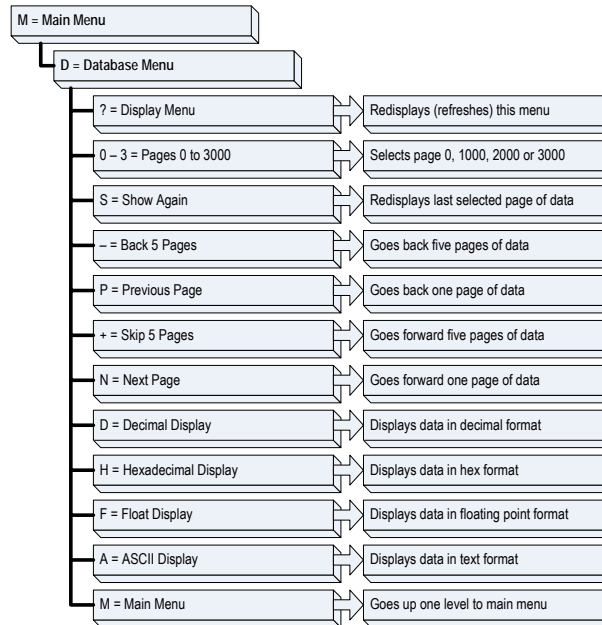 M = Main Menu
D = Database Menu
? = Display Menu
Redisplays (refreshes) this menu
0 – 3 = Pages 0 to 3000
Selects page 0, 1000, 2000 or 3000
S = Show Again
Redisplays last selected page of data
– = Back 5 Pages
Goes back five pages of data
P = Previous Page
Goes back one page of data
+ = Skip 5 Pages
Goes forward five pages of data
N = Next Page
Goes forward one page of data
D = Decimal Display
Displays data in decimal format
H = Hexadecimal Display
Displays data in hex format
F = Float Display
Displays data in floating point format
A = ASCII Display
Displays data in text format
M = Main Menu
Goes up one level to main menu